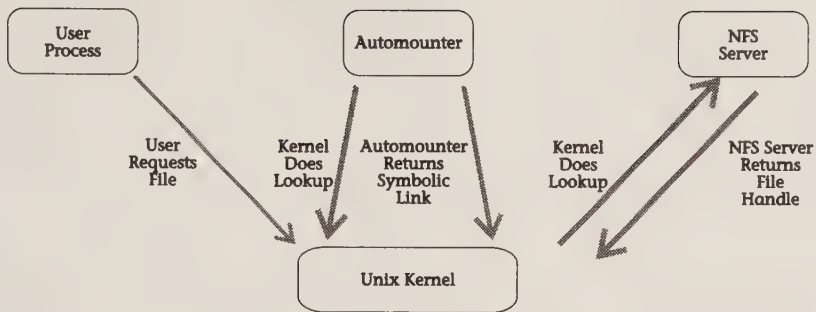 User
Process
Automounter
NFS
Server
User
Requests
File
Kernel
Does
Lookup
Automounter
Returns
Symbolic
Link
Kernel
Does
Lookup
NFS Server
Returns
File
Handle
Unix Kernel